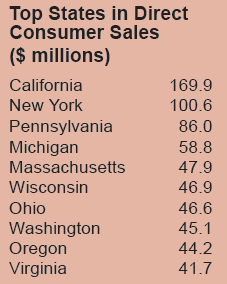 Top States in Direct
Consumer Sales
($ millions)
California 169.9
New York 100.6
Pennsylvania 86.0
Michigan 58.8
Massachusetts 47.9
Wisconsin 46.9
Ohio 46.6
Washington 45.1
Oregon 44.2
Virginia 41.7